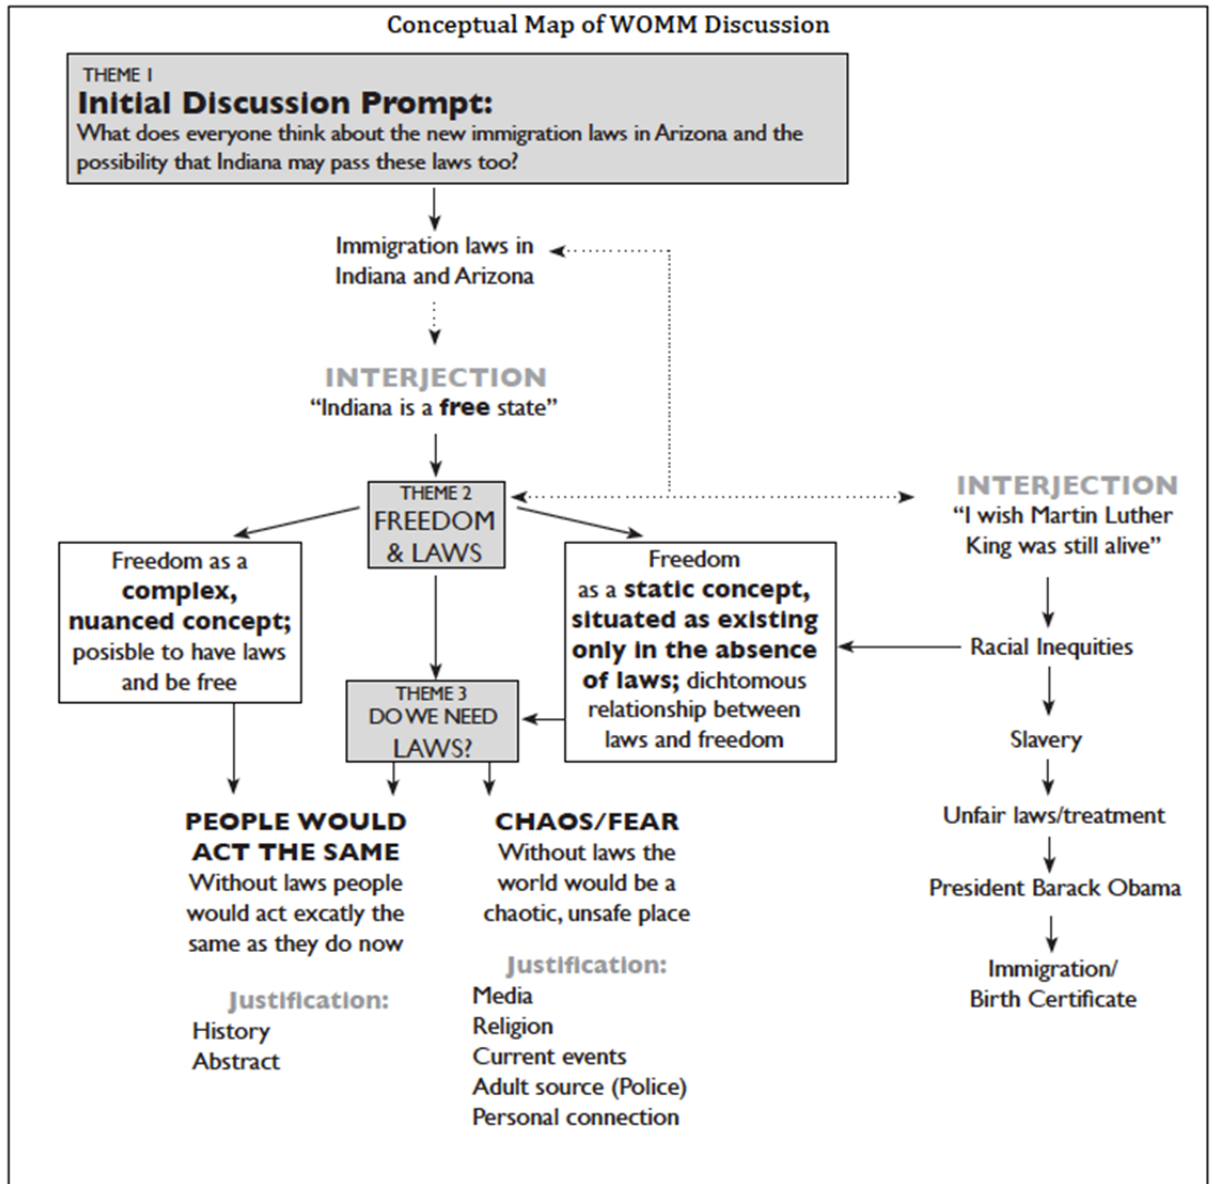 Conceptual Map of WOMM Discussion
THEME 1
Initial Discussion Prompt:
What does everyone think about the new immigration laws in Arizona and the
possibility that Indiana may pass these laws too?
Immigration laws in
Indiana and Arizona
INTERJECTION
“Indiana is a free state”
THEME 2
FREEDOM
& LAWS
Freedom as a
complex,
nuanced concept;
posisble to have laws
and be free
Freedom
as a static concept,
situated as existing
only in the absence
of laws; dichtomous
relationship between
laws and freedom
THEME 3
DO WE NEED
LAWS?
PEOPLE WOULD
ACT THE SAME
Without laws people
would act excatly the
same as they do now
Justification:
History
Abstract
CHAOS/FEAR
Without laws the
world would be a
chaotic, unsafe place
Justification:
Media
Religion
Current events
Adult source (Police)
Personal connection
INTERJECTION
“I wish Martin Luther
King was still alive”
Racial Inequities
Slavery
Unfair laws/treatment
President Barack Obama
Immigration/
Birth Certificate